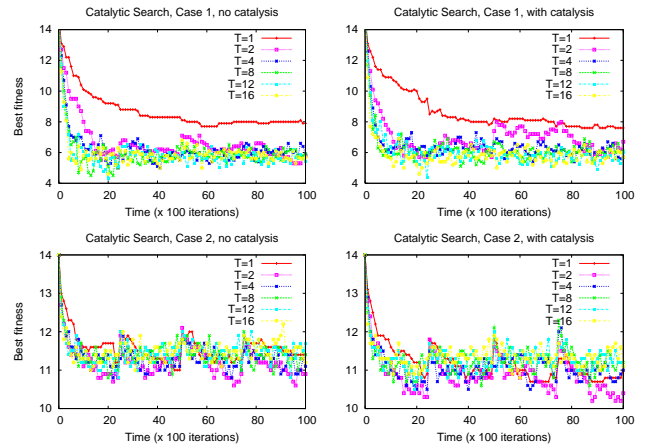 Catalytic Search, Case 1, no catalysis
14
12
10
8
6
4
Best fitness
0
20
40
60
80
100
Time (x 100 iterations)
T=1
T=2
T=4
T=8
T=12
T=16
Catalytic Search, Case 1, with catalysis
14
12
10
8
6
4
0
20
40
60
80
100
Time (x 100 iterations)
T=1
T=2
T=4
T=8
T=12
T=16
Catalytic Search, Case 2, no catalysis
14
13
12
11
10
Best fitness
0
20
40
60
80
100
Time (x 100 iterations)
T=1
T=2
T=4
T=8
T=12
T=16
Catalytic Search, Case 2, with catalysis
14
13
12
11
10
0
20
40
60
80
100
Time (x 100 iterations)
T=1
T=2
T=4
T=8
T=12
T=16